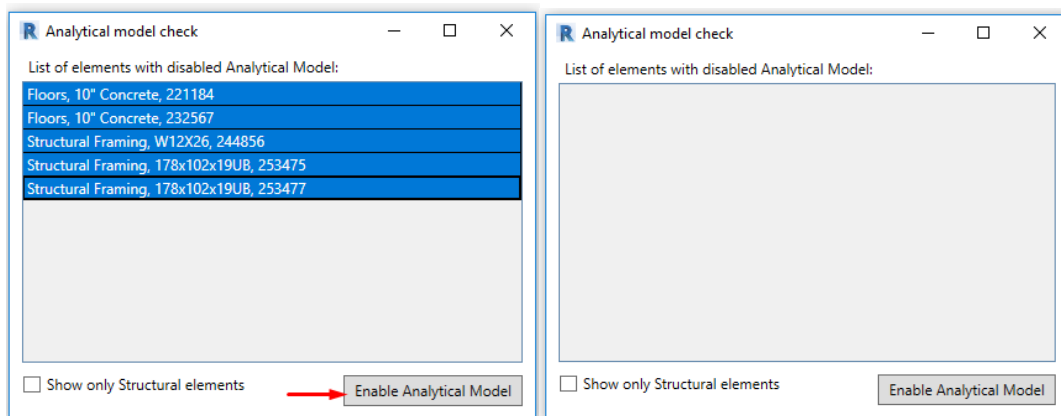 Analytical model check
List of elements with disabled Analytical Model:
Floors, 10" Concrete, 221184
Floors, 10" Concrete, 232567
Structural Framing, W12X26, 244856
Structural Framing, 178x102x19UB, 253475
Structural Framing, 178x102x19UB, 253477
Show only Structural elements
Enable Analytical Model
Analytical model check
List of elements with disabled Analytical Model:
Show only Structural elements
Enable Analytical Model